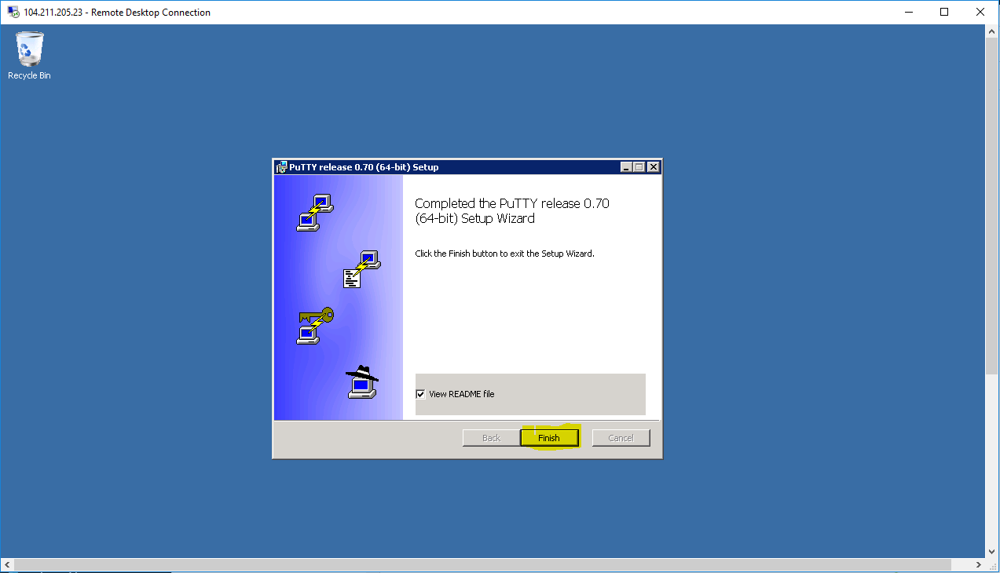 104.211.205.23 - Remote Desktop Connection
Recycle Bin
PuTTY release 0.70 (64-bit) Setup
Completed the PuTTY release 0.70
(64-bit) Setup Wizard
Click the Finish button to exit the Setup Wizard.
View README file
Back
Finish
Cancel